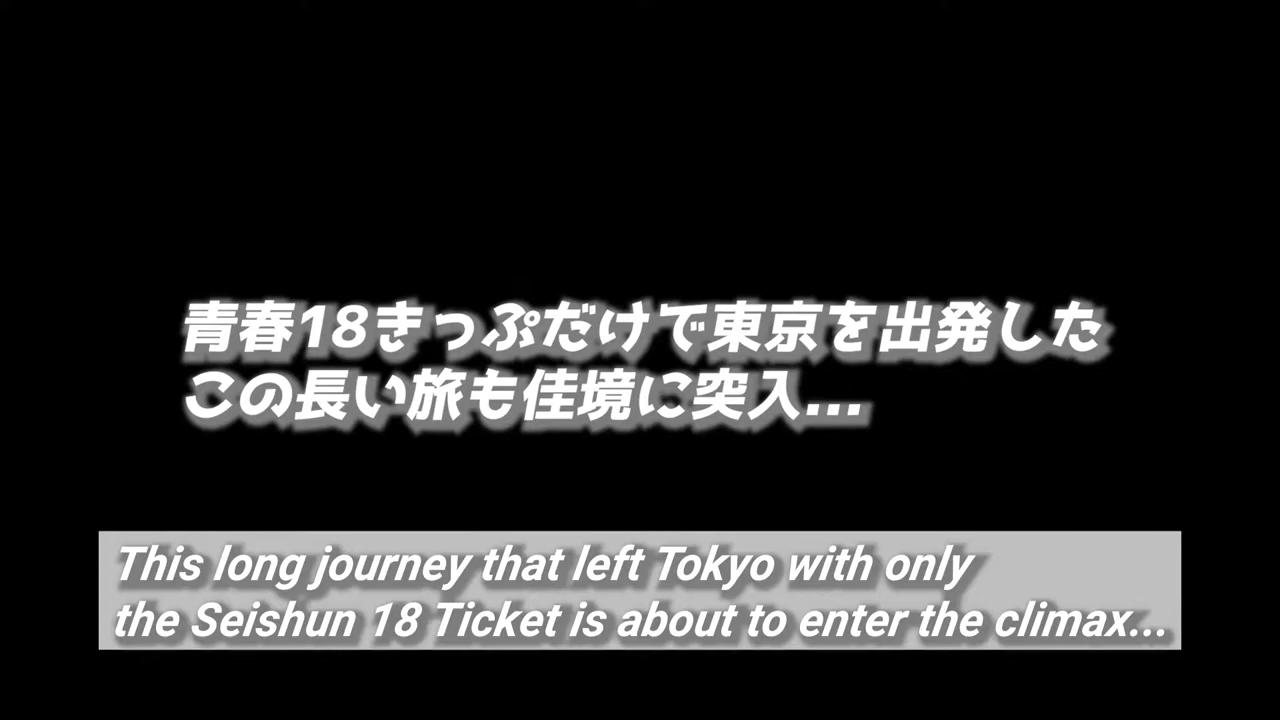 青春18きっぷだけで東京を出発した
この長い旅も佳境に突入...
This long journey that left Tokyo with only
the Seishun 18 Ticket is about to enter the climax...